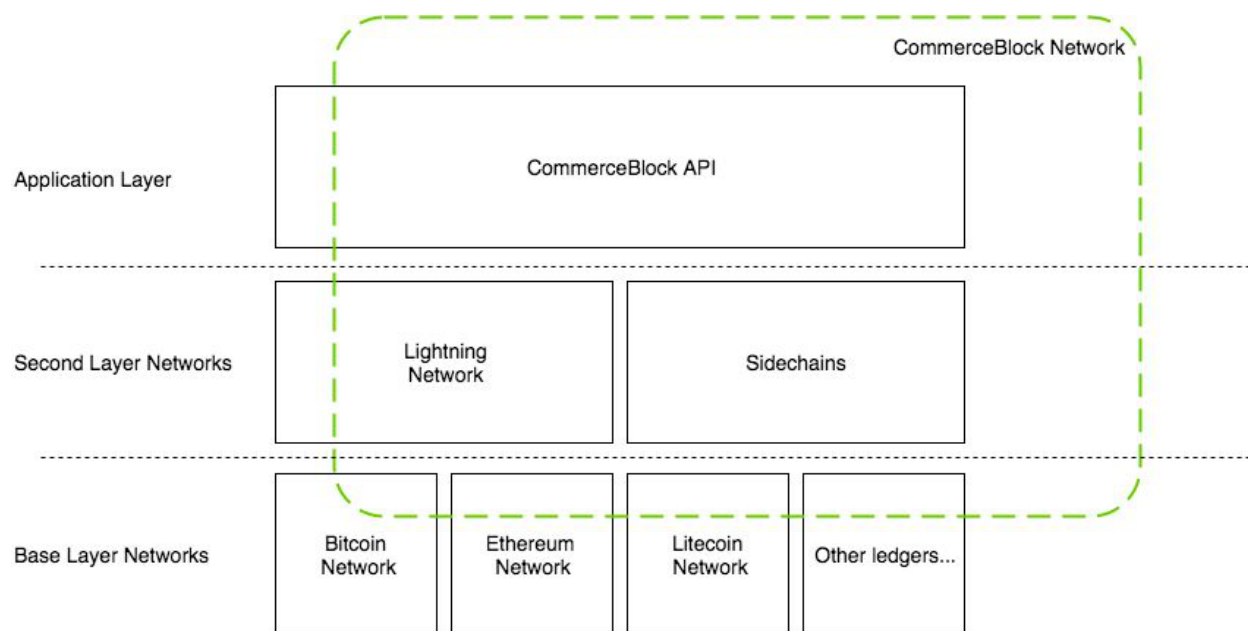 CommerceBlock Network
Application Layer
CommerceBlock API
Second Layer Networks
Lightning
Network
Sidechains
Base Layer Networks
Bitcoin
Network
Ethereum
Network
Litecoin
Network
Other ledgers...